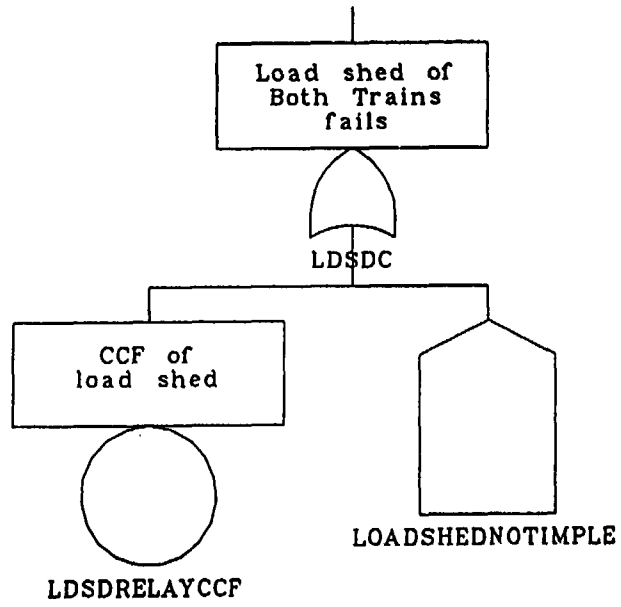 Load shed of
Both Trains
fails
LDSDC
CCF of
load shed
LOADSHEDNOTIMPLE
LDSDRELAYCCF